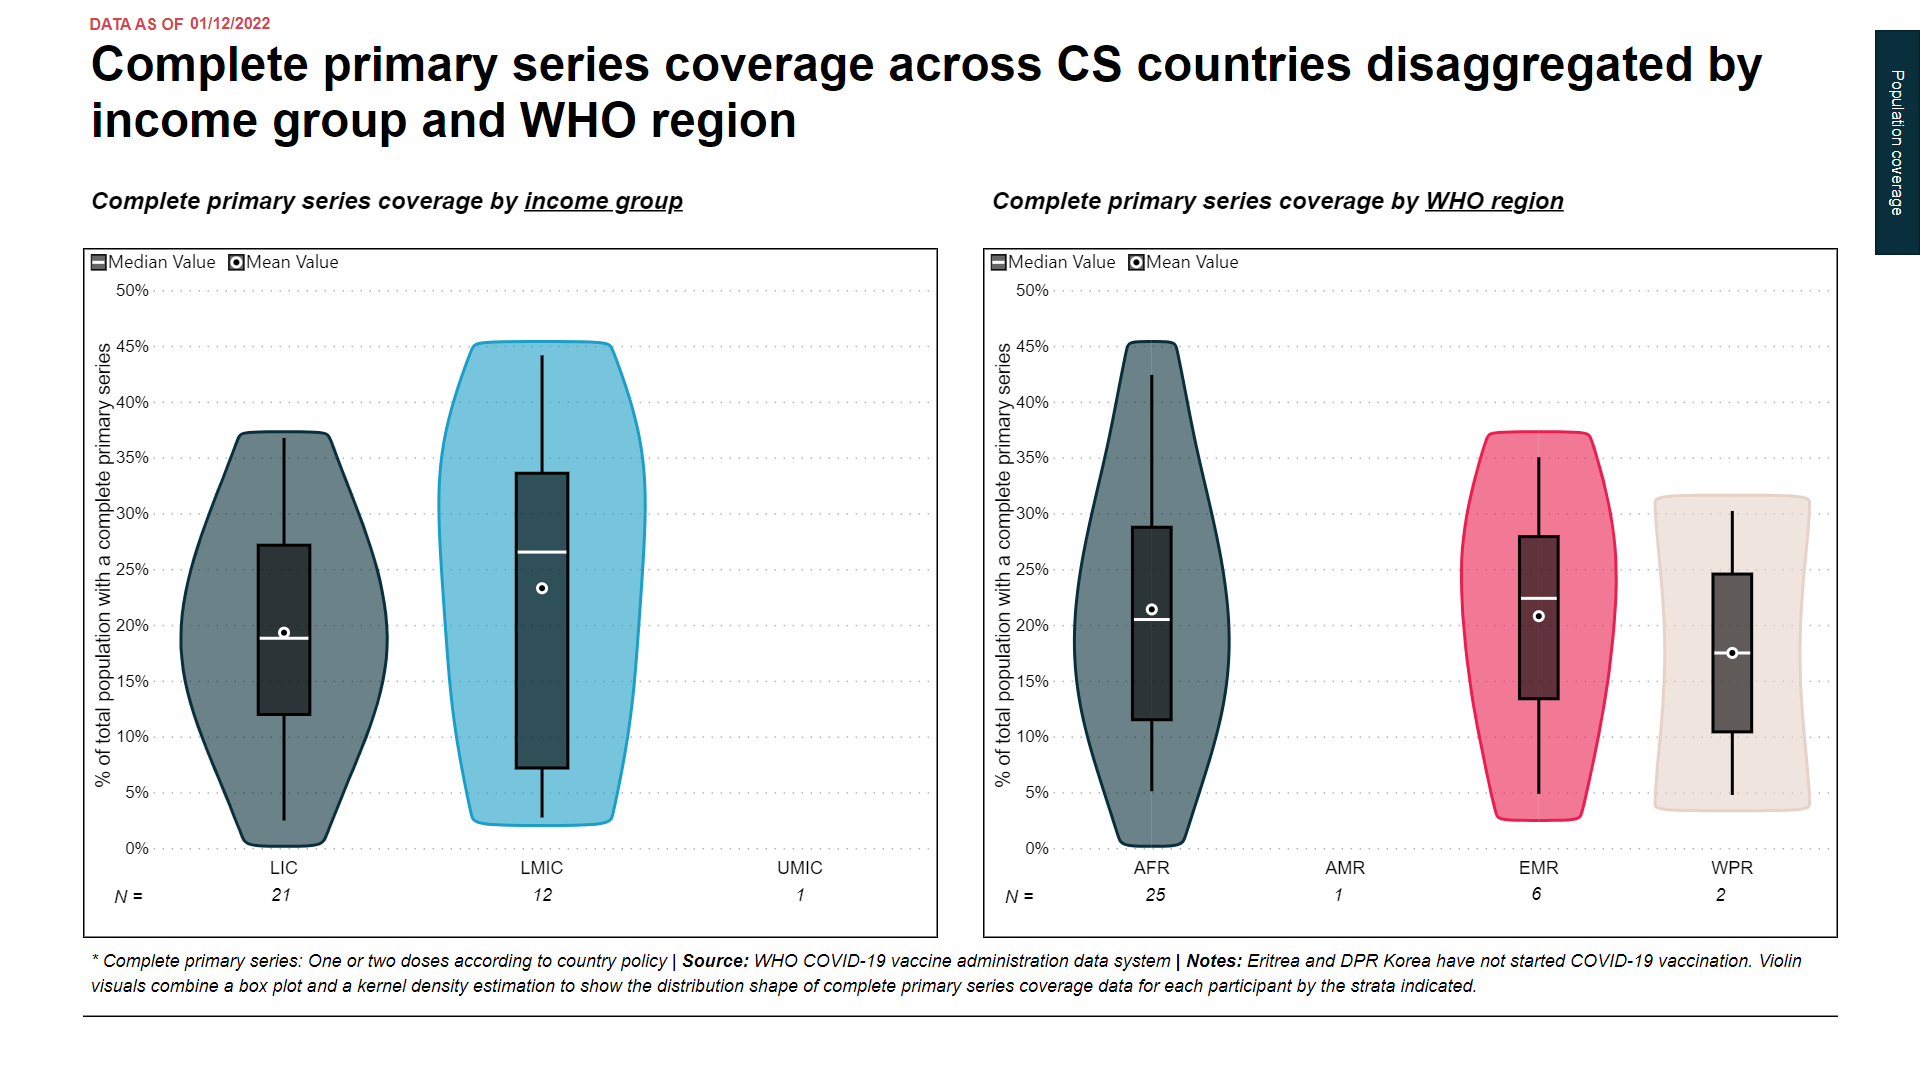 DATA AS OF 01/12/2022
Complete primary series coverage across CS countries disaggregated by
income group and WHO region
Population coverage
Complete primary series coverage by income group
Median Value Mean Value
% of total population with a complete primary series
50%
45%
40%
35%
30%
25%
20%
15%
10%
5%
0%
LIC LMIC UMIC
N = 21 12 1
Complete primary series coverage by WHO region
Median Value Mean Value
% of total population with a complete primary series
50%
45%
40%
35%
30%
25%
20%
15%
10%
5%
0%
AFR AMR EMR WPR
N = 25 1 6 2
* Complete primary series: One or two doses according to country policy | Source: WHO COVID-19 vaccine administration data system | Notes: Eritrea and DPR Korea have not started COVID-19 vaccination. Violin
visuals combine a box plot and a kernel density estimation to show the distribution shape of complete primary series coverage data for each participant by the strata indicated.